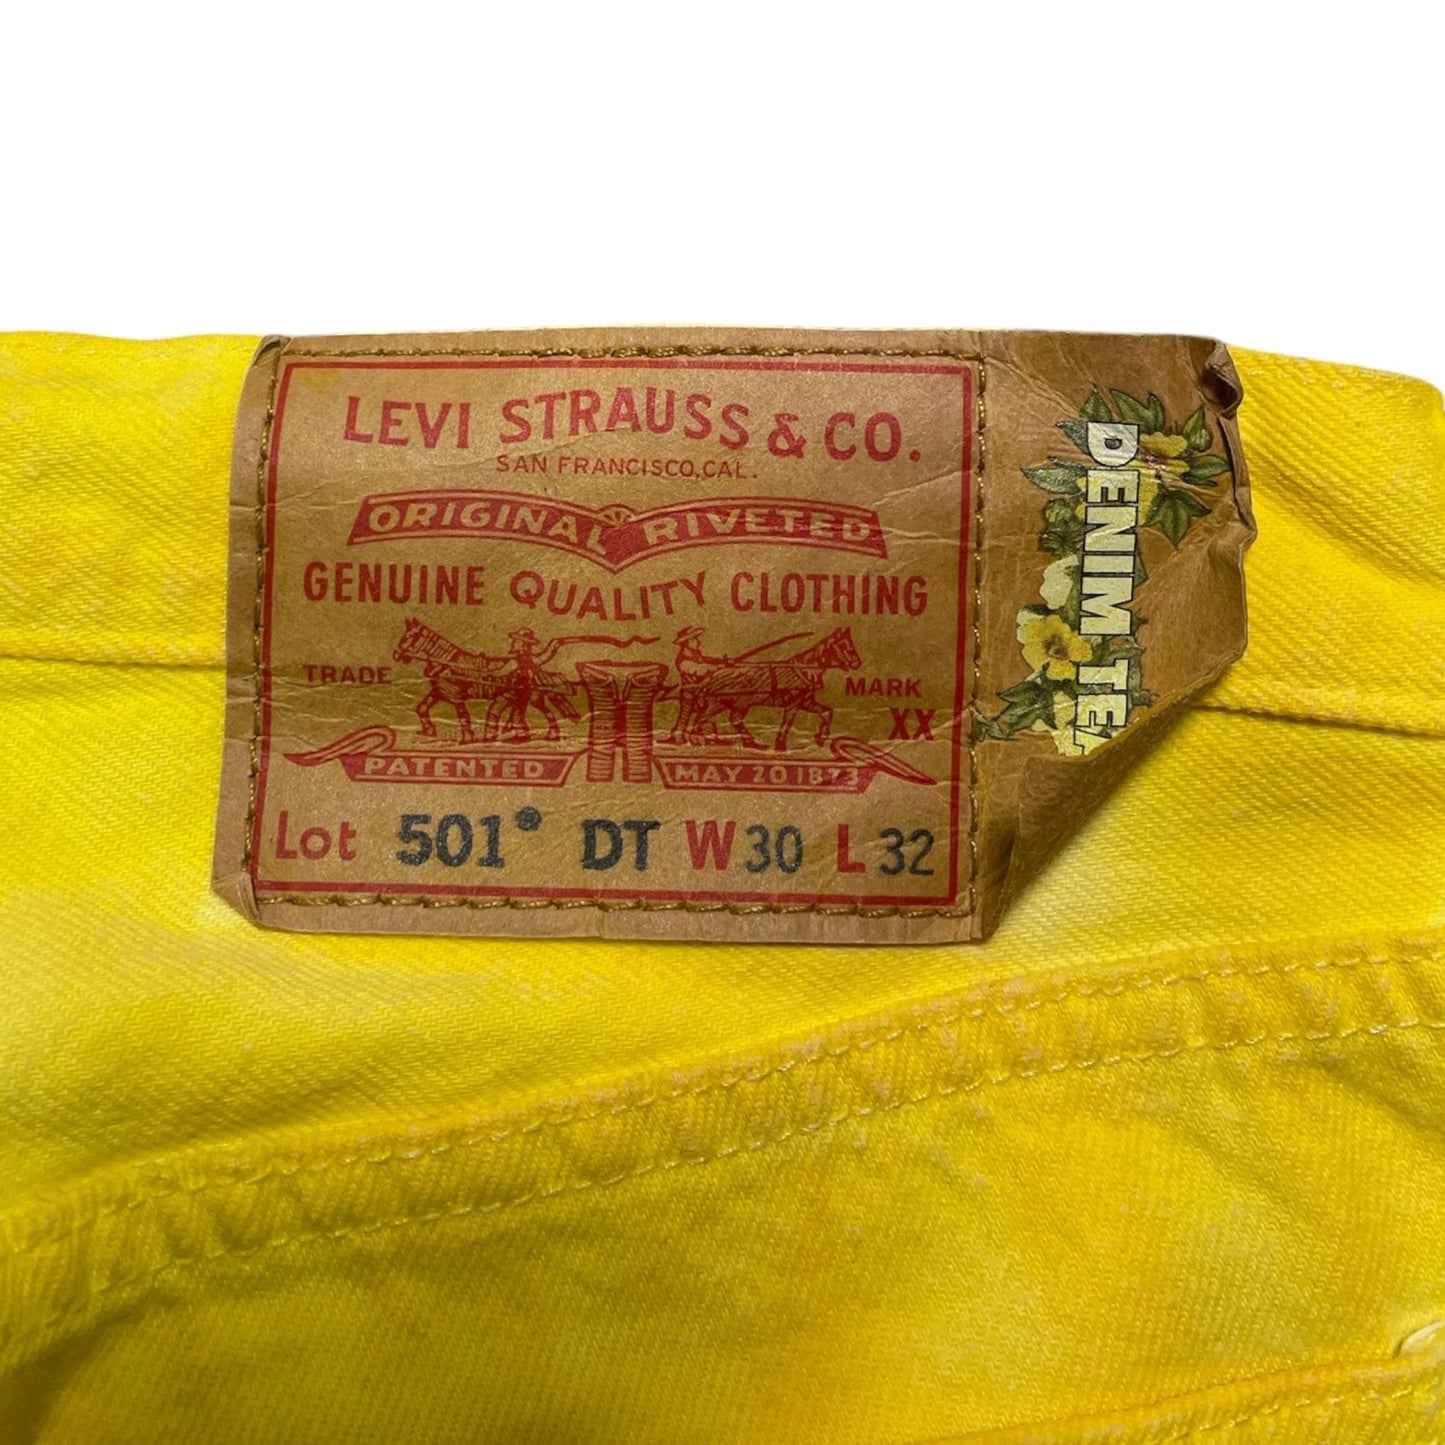 LEVI STRAUSS & CO.
SAN FRANCISCO, CAL.
ORIGINAL RIVETED
GENUINE QUALITY CLOTHING
TRADE MARK
XX
PATENTED MAY 20 1873
Lot 501® DT W30 L32
DENIM TEA